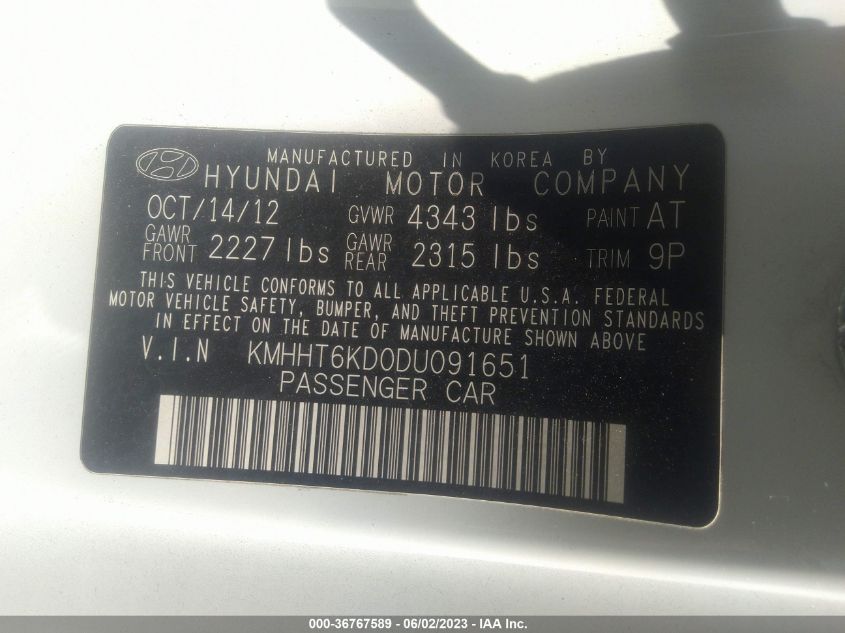 MANUFACTURED IN KOREA BY
HYUNDAI MOTOR COMPANY
OCT/14/12 GVWR 4343 lbs PAINT AT
GAWR FRONT 2227 lbs GAWR REAR 2315 lbs TRIM 9P
THIS VEHICLE CONFORMS TO ALL APPLICABLE U.S.A. FEDERAL
MOTOR VEHICLE SAFETY, BUMPER, AND THEFT PREVENTION STANDARDS
IN EFFECT ON THE DATE OF MANUFACTURE SHOWN ABOVE
V.I.N KMHHT6KD0DU091651
PASSENGER CAR
000-36767589 - 06/02/2023 - IAA Inc.